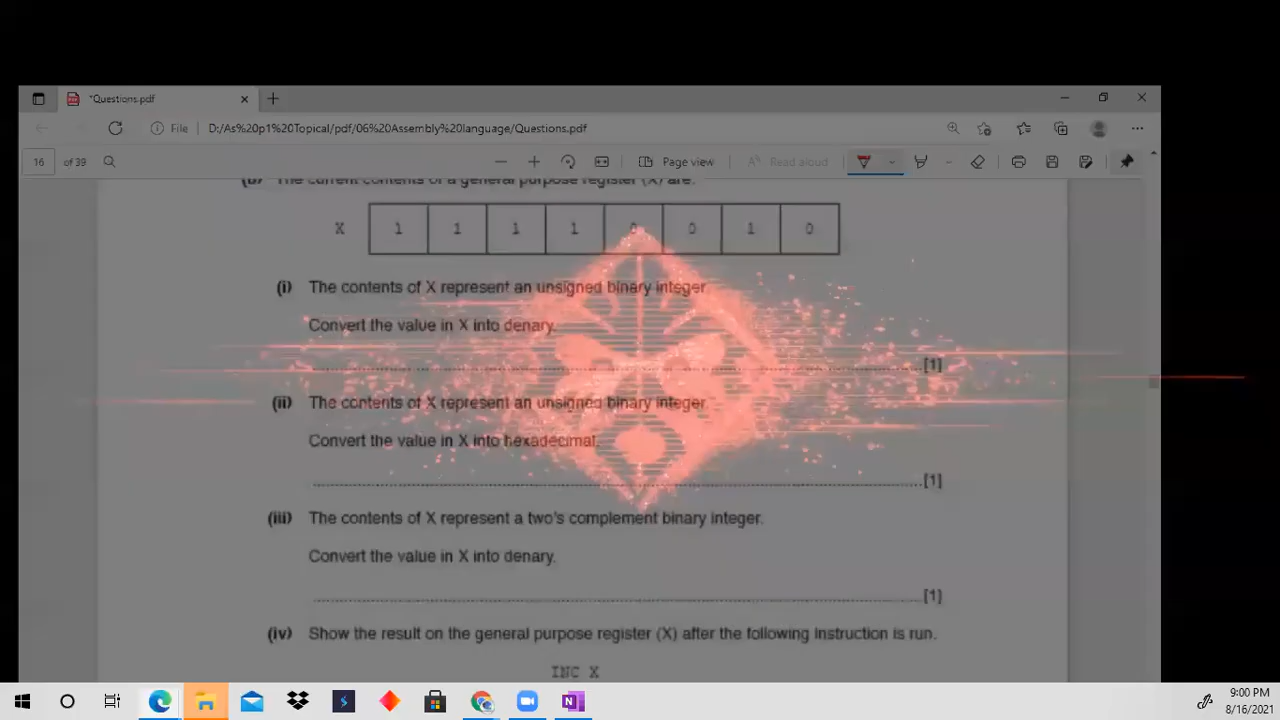 *Questions.pdf
File D:/As%20p1%20Topical/pdf/06%20Assembly%20language/Questions.pdf
16 of 39 Page view Read aloud
(b) The current contents of a general purpose register (X) are:
X 1 1 1 1 0 0 1 0
(i) The contents of X represent an unsigned binary integer.
Convert the value in X into denary.
[1]
(ii) The contents of X represent an unsigned binary integer.
Convert the value in X into hexadecimal.
[1]
(iii) The contents of X represent a two's complement binary integer.
Convert the value in X into denary.
[1]
(iv) Show the result on the general purpose register (X) after the following instruction is run.
INC X
9:00 PM
8/16/2021